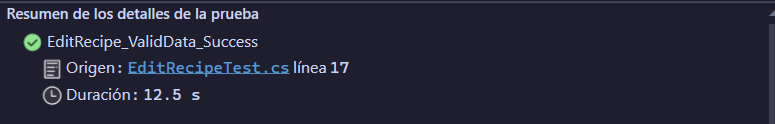 Resumen de los detalles de la prueba
EditRecipe_ValidData_Success
Origen: EditRecipeTest.cs línea 17
Duración: 12.5 s